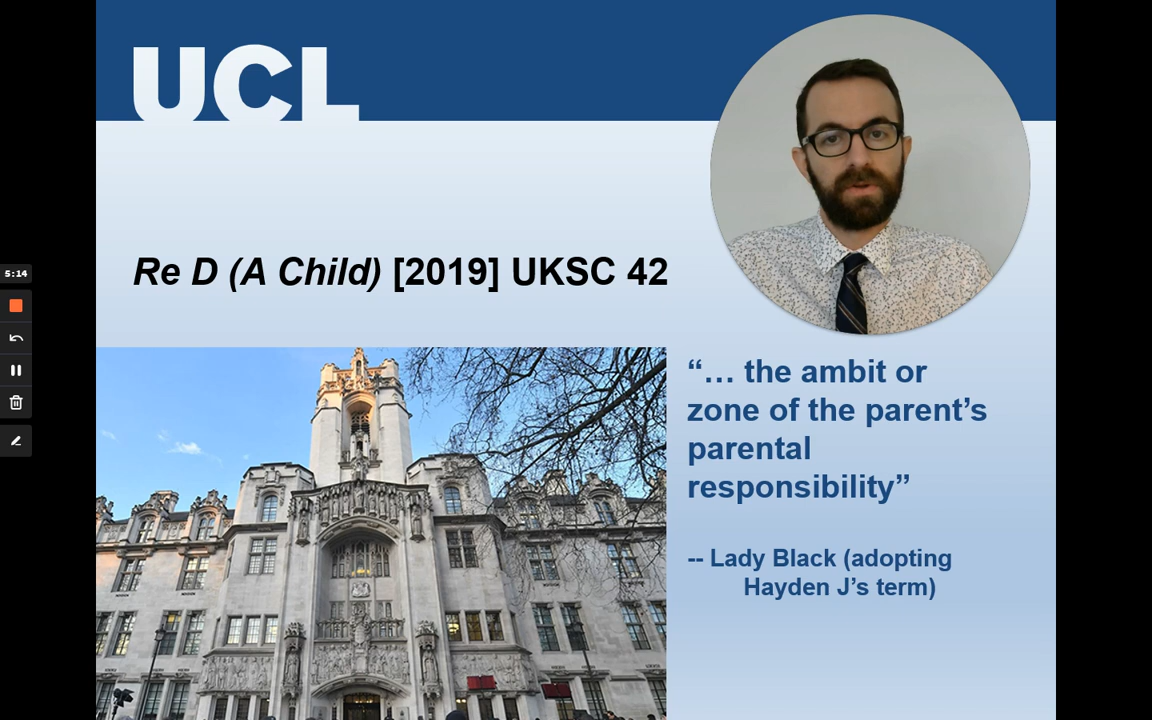 UCL
Re D (A Child) [2019] UKSC 42
5:14
“… the ambit or
zone of the parent’s
parental
responsibility”
-- Lady Black (adopting
Hayden J’s term)